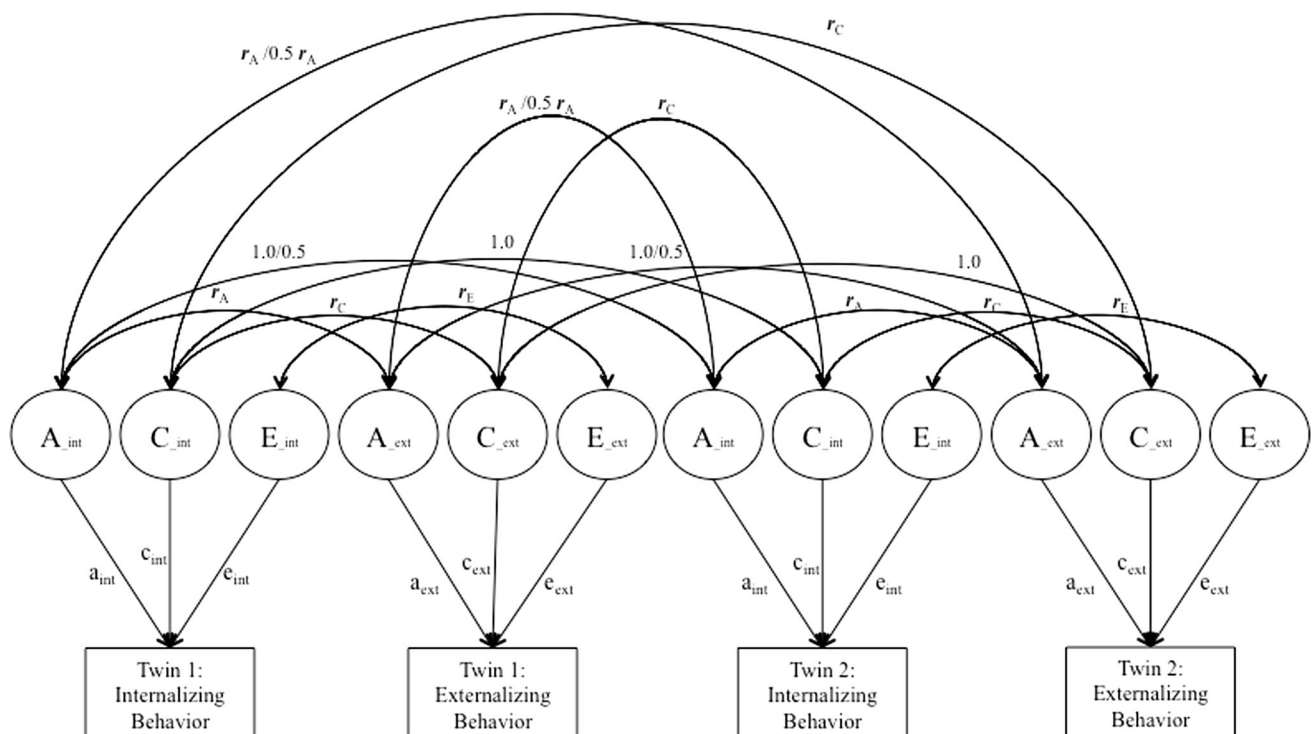 r_C
r_A /0.5 r_A
r_A /0.5 r_A
r_C
1.0/0.5
1.0
1.0/0.5
1.0
r_A
r_C
r_E
r_A
r_C
r_E
A_int
C_int
E_int
A_ext
C_ext
E_ext
A_int
C_int
E_int
A_ext
C_ext
E_ext
a_int
c_int
e_int
a_ext
c_ext
e_ext
a_int
c_int
e_int
a_ext
c_ext
e_ext
Twin 1:
Internalizing
Behavior
Twin 1:
Externalizing
Behavior
Twin 2:
Internalizing
Behavior
Twin 2:
Externalizing
Behavior